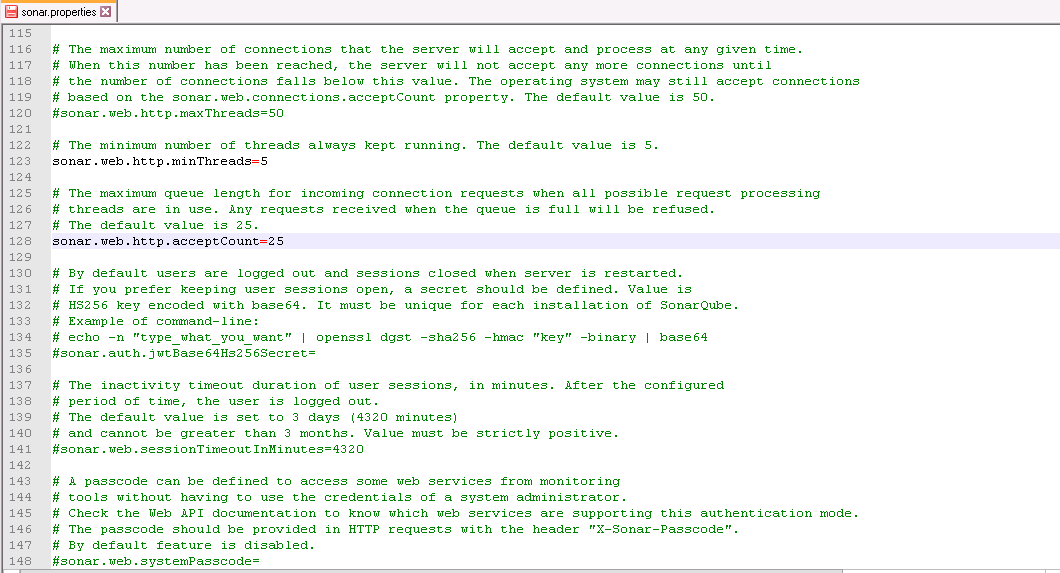 sonar.properties
115
116 # The maximum number of connections that the server will accept and process at any given time.
117 # When this number has been reached, the server will not accept any more connections until
118 # the number of connections falls below this value. The operating system may still accept connections
119 # based on the sonar.web.connections.acceptCount property. The default value is 50.
120 #sonar.web.http.maxThreads=50
121
122 # The minimum number of threads always kept running. The default value is 5.
123 sonar.web.http.minThreads=5
124
125 # The maximum queue length for incoming connection requests when all possible request processing
126 # threads are in use. Any requests received when the queue is full will be refused.
127 # The default value is 25.
128 sonar.web.http.acceptCount=25
129
130 # By default users are logged out and sessions closed when server is restarted.
131 # If you prefer keeping user sessions open, a secret should be defined. Value is
132 # HS256 key encoded with base64. It must be unique for each installation of SonarQube.
133 # Example of command-line:
134 # echo -n "type_what_you_want" | openssl dgst -sha256 -hmac "key" -binary | base64
135 #sonar.auth.jwtBase64Hs256Secret=
136
137 # The inactivity timeout duration of user sessions, in minutes. After the configured
138 # period of time, the user is logged out.
139 # The default value is set to 3 days (4320 minutes)
140 # and cannot be greater than 3 months. Value must be strictly positive.
141 #sonar.web.sessionTimeoutInMinutes=4320
142
143 # A passcode can be defined to access some web services from monitoring
144 # tools without having to use the credentials of a system administrator.
145 # Check the Web API documentation to know which web services are supporting this authentication mode.
146 # The passcode should be provided in HTTP requests with the header "X-Sonar-Passcode".
147 # By default feature is disabled.
148 #sonar.web.systemPasscode=